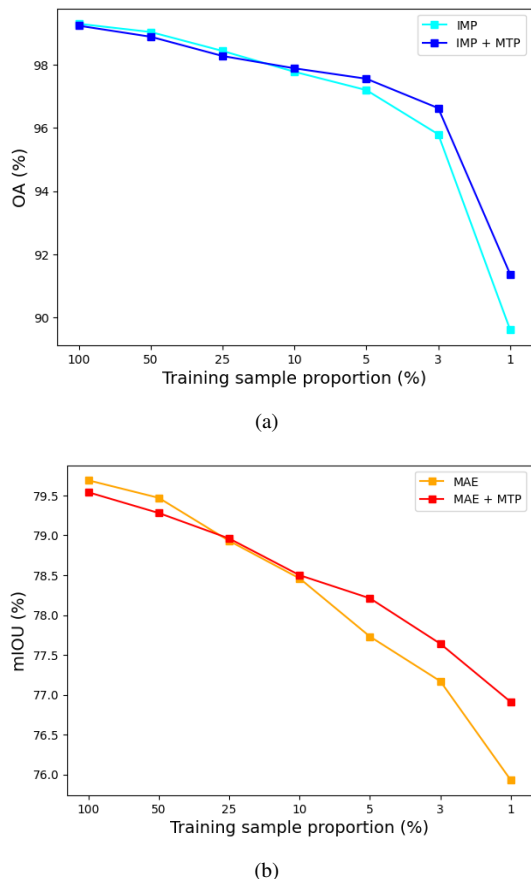 IMP
IMP + MTP
98
96
94
92
90
OA (%)
100 50 25 10 5 3 1
Training sample proportion (%)
(a)
MAE
MAE + MTP
79.5
79.0
78.5
78.0
77.5
77.0
76.5
76.0
mIOU (%)
100 50 25 10 5 3 1
Training sample proportion (%)
(b)